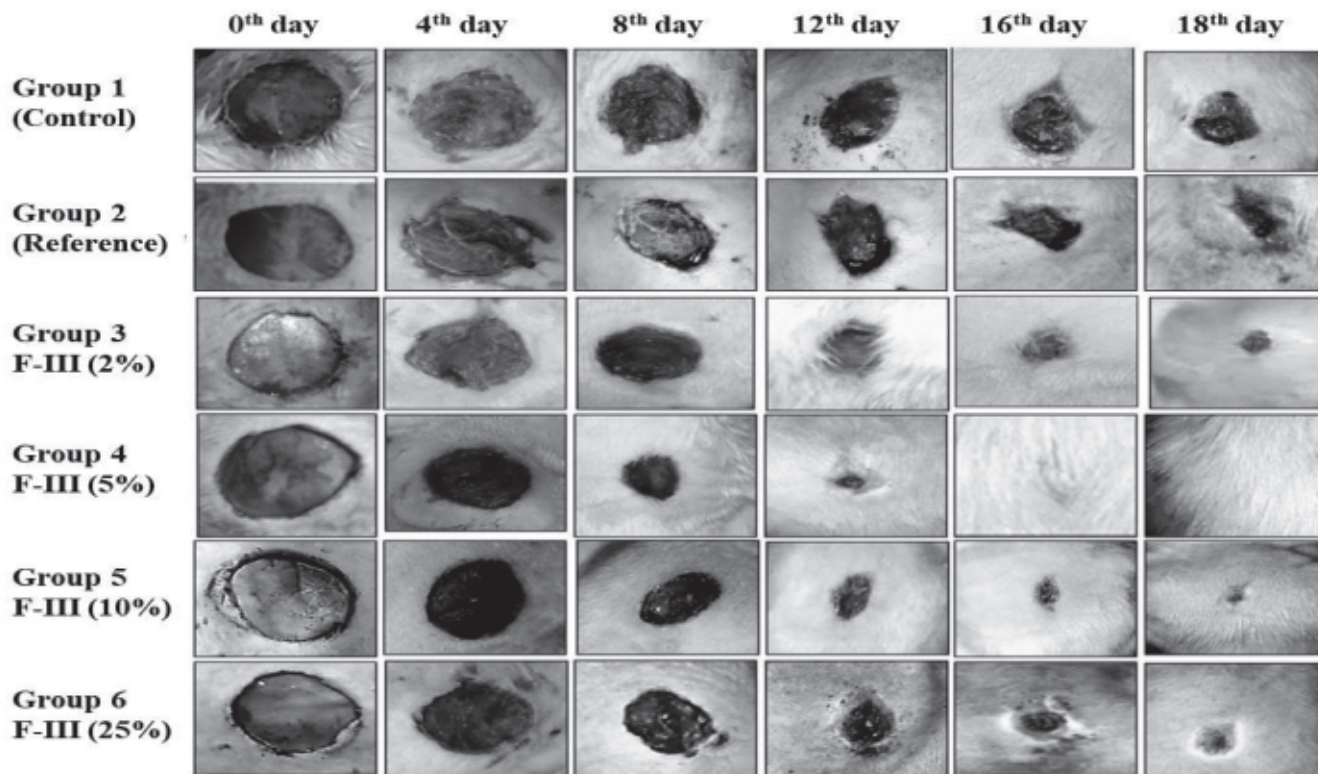 0th day 4th day 8th day 12th day 16th day 18th day
Group 1
(Control)
Group 2
(Reference)
Group 3
F-III (2%)
Group 4
F-III (5%)
Group 5
F-III (10%)
Group 6
F-III (25%)